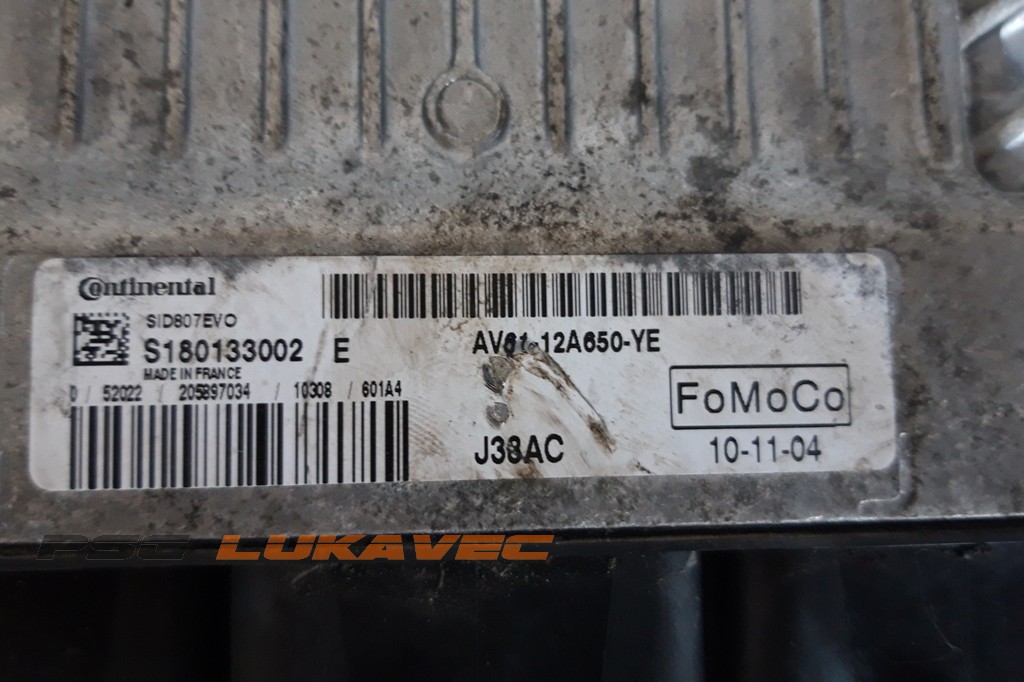 Continental
SID807EVO
S180133002 E
MADE IN FRANCE
0 / 52022 / 205897034 / 10308 / 601A4
AV61-12A650-YE
FoMoCo
J38AC
10-11-04
PSG LUKAVEC